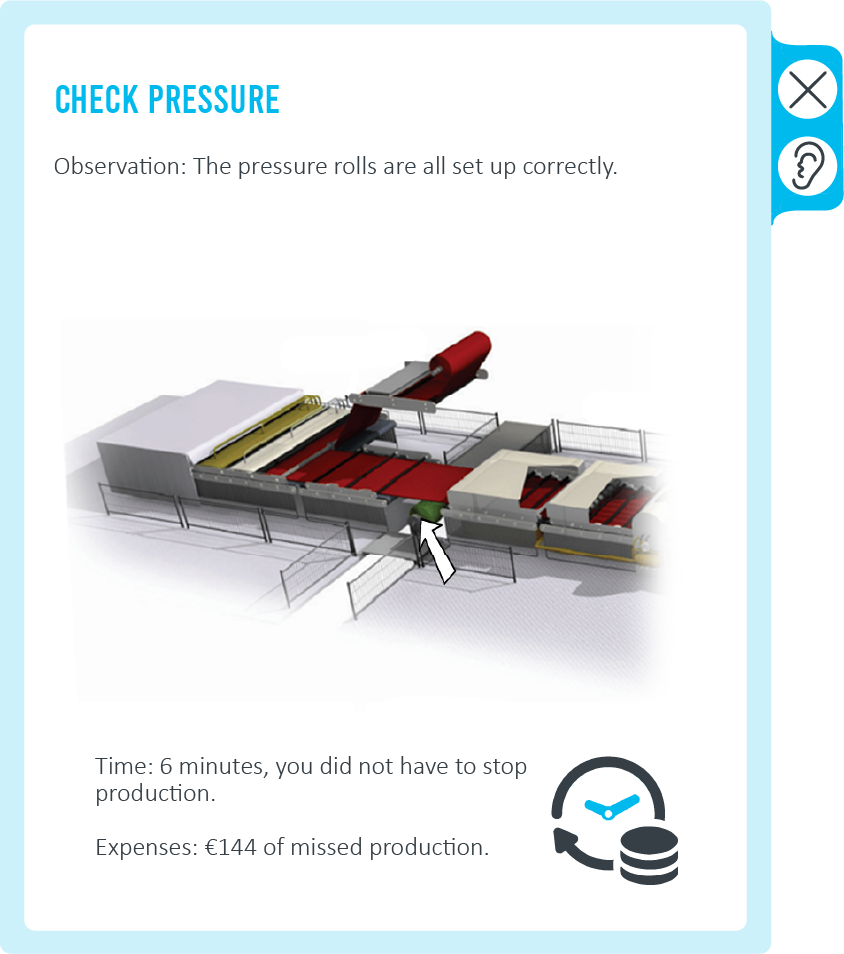 CHECK PRESSURE
Observation: The pressure rolls are all set up correctly.
Time: 6 minutes, you did not have to stop
production.
Expenses: €144 of missed production.